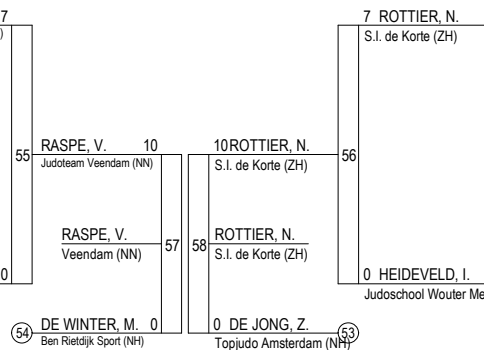 7
7 ROTTIER, N.
)
S.I. de Korte (ZH)
RASPE, V. 10
10 ROTTIER, N.
55
Judoteam Veendam (NN)
S.I. de Korte (ZH)
56
RASPE, V.
ROTTIER, N.
57
58
Veendam (NN)
S.I. de Korte (ZH)
0
0 HEIDEVELD, I.
Judoschool Wouter Me
54
DE WINTER, M. 0
0 DE JONG, Z.
53
Ben Rietdijk Sport (NH)
Topjudo Amsterdam (NH)